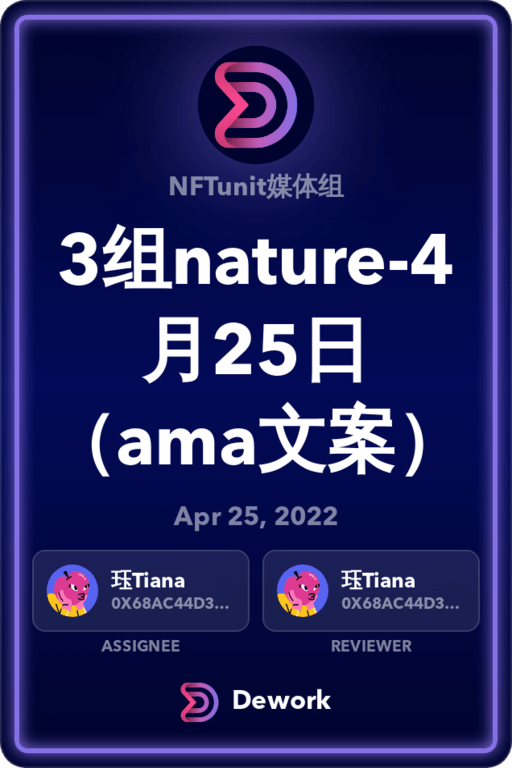 NFTunit媒体组
3组nature-4
月25日
（ama文案）
Apr 25, 2022
珏Tiana
0X68AC44D3...
ASSIGNEE
珏Tiana
0X68AC44D3...
REVIEWER
Dework